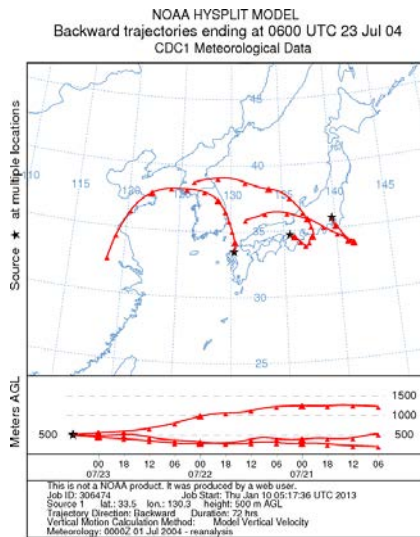 NOAA HYSPLIT MODEL
Backward trajectories ending at 0600 UTC 23 Jul 04
CDC1 Meteorological Data
Source ★ at multiple locations
45
110
115
120
125
40
130
135
140
145
35
30
25
Meters AGL
1500
1000
500
500
00 18 12 06 00 18 12 06 00 18 12 06
07/23 07/22 07/21
This is not a NOAA product. It was produced by a web user.
Job ID: 306474 Job Start: Thu Jan 10 05:17:36 UTC 2013
Source 1 lat.: 33.5 lon.: 130.3 height: 500 m AGL
Trajectory Direction: Backward Duration: 72 hrs
Vertical Motion Calculation Method: Model Vertical Velocity
Meteorology: 0000Z 01 Jul 2004 - reanalysis